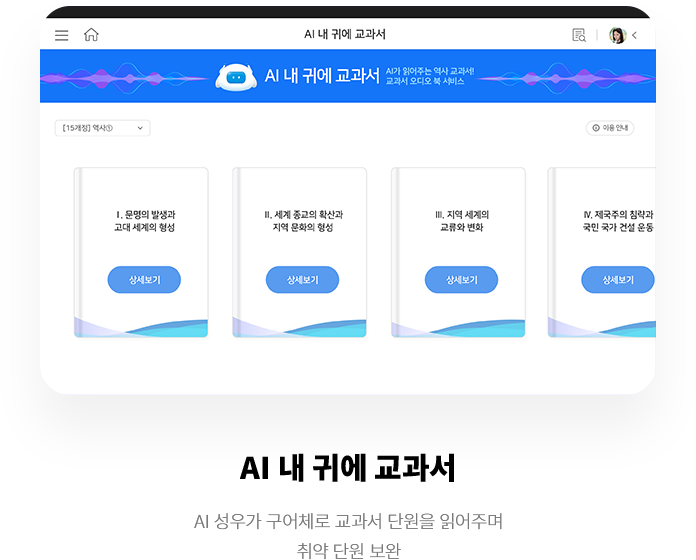 AI 내 귀에 교과서
AI 내 귀에 교과서
AI가 읽어주는 역사 교과서!
교과서 오디오 북 서비스
[15개정] 역사①
이용 안내
Ⅰ. 문명의 발생과
고대 세계의 형성
상세보기
Ⅱ. 세계 종교의 확산과
지역 문화의 형성
상세보기
Ⅲ. 지역 세계의
교류와 변화
상세보기
Ⅳ. 제국주의 침략과
국민 국가 건설 운동
상세보기
AI 내 귀에 교과서
AI 성우가 구어체로 교과서 단원을 읽어주며
취약 단원 보완